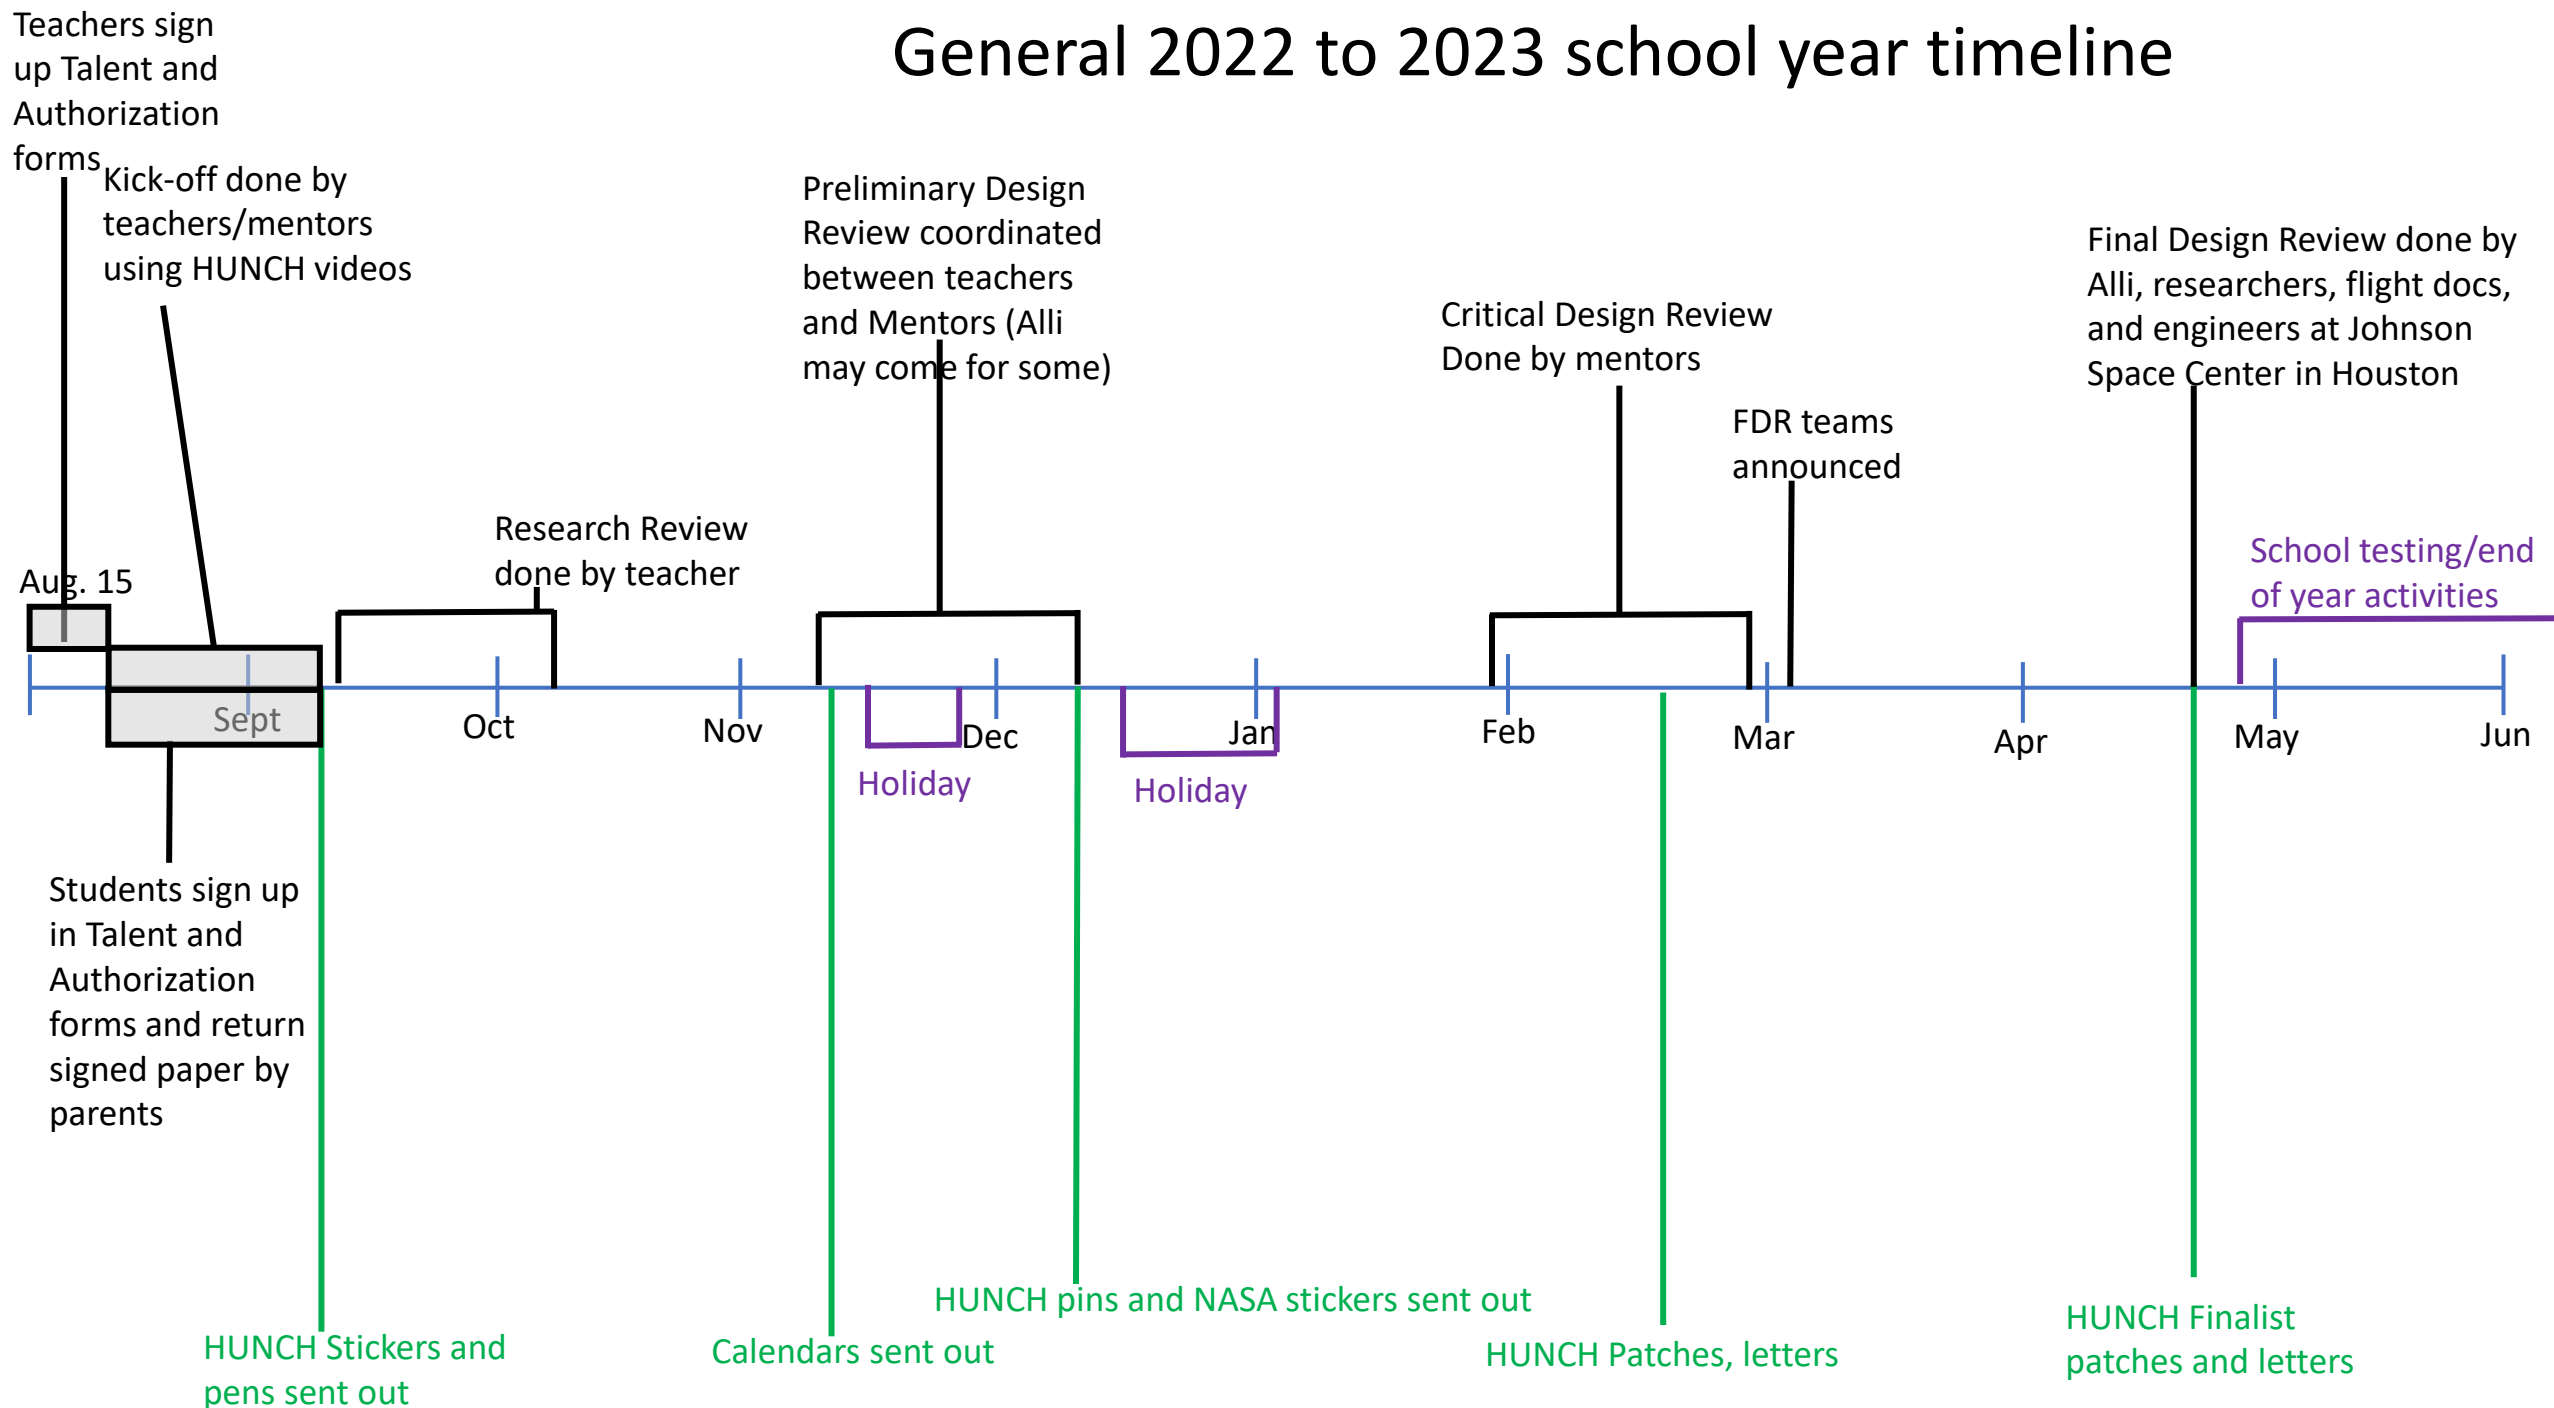 General 2022 to 2023 school year timeline
Teachers sign
up Talent and
Authorization
forms
Kick-off done by
teachers/mentors
using HUNCH videos
Preliminary Design
Review coordinated
between teachers
and Mentors (Alli
may come for some)
Final Design Review done by
Alli, researchers, flight docs,
and engineers at Johnson
Space Center in Houston
Critical Design Review
Done by mentors
FDR teams
announced
Research Review
done by teacher
School testing/end
of year activities
Aug. 15
Sept
Oct
Nov
Dec
Jan
Feb
Mar
Apr
May
Jun
Holiday
Holiday
Students sign up
in Talent and
Authorization
forms and return
signed paper by
parents
HUNCH Stickers and
pens sent out
Calendars sent out
HUNCH pins and NASA stickers sent out
HUNCH Patches, letters
HUNCH Finalist
patches and letters